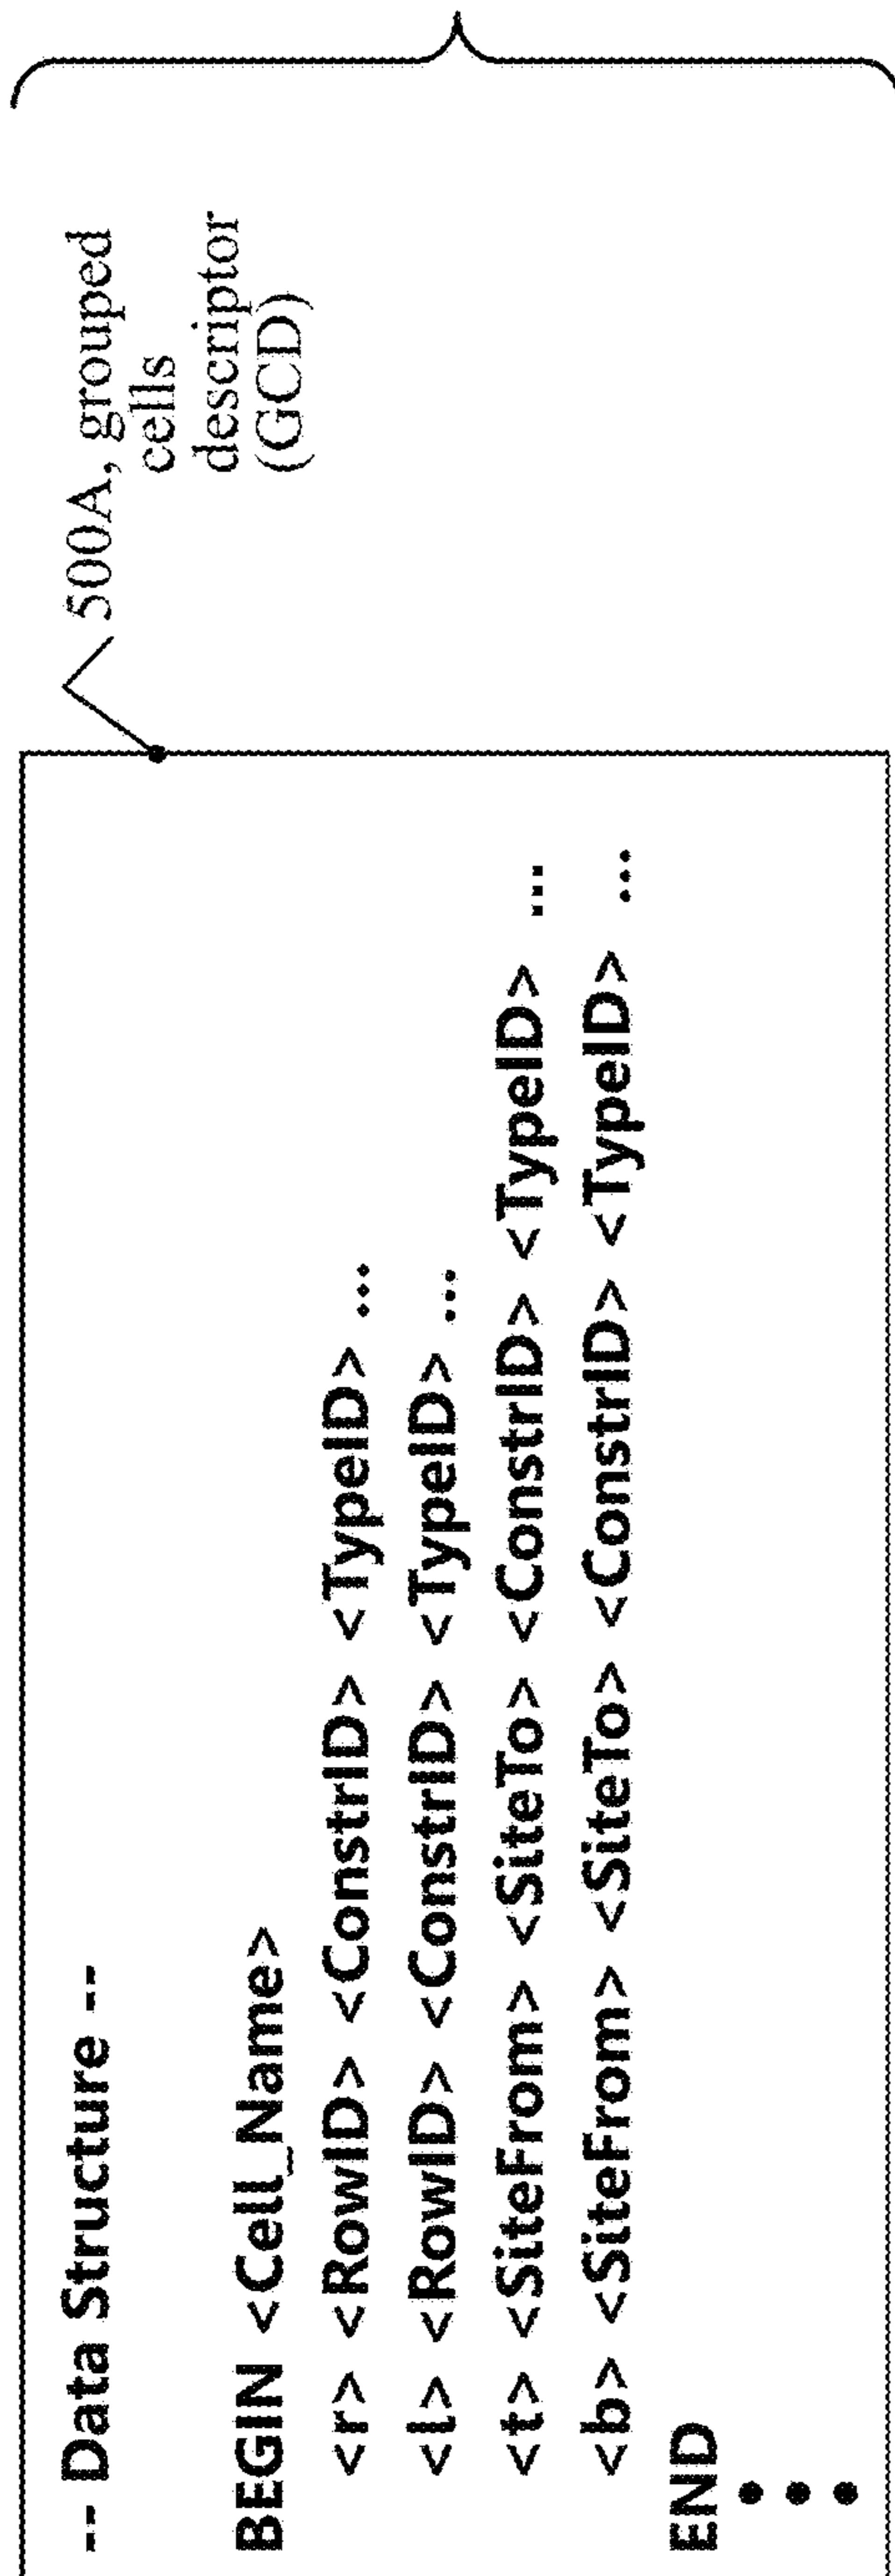 -- Data Structure --
BEGIN <Cell_Name>
<r> <RowID> <ConstrID> <TypeID> ...
<l> <RowID> <ConstrID> <TypeID> ...
<t> <SiteFrom> <SiteTo> <ConstrID> <TypeID> ...
<b> <SiteFrom> <SiteTo> <ConstrID> <TypeID> ...
END
500A, grouped
cells
descriptor
(GCD)